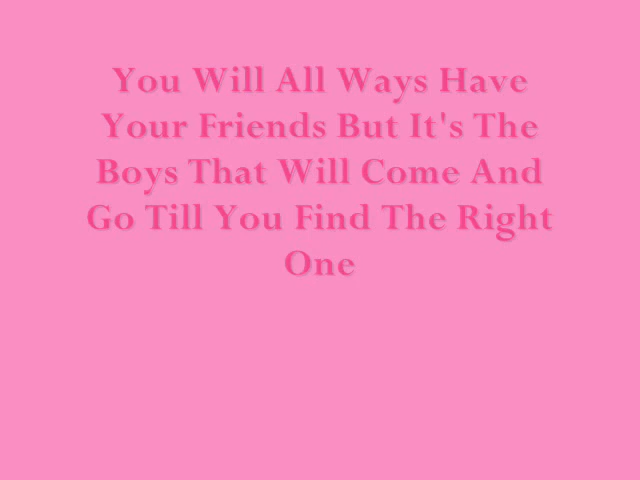 You Will All Ways Have
Your Friends But It's The
Boys That Will Come And
Go Till You Find The Right
One